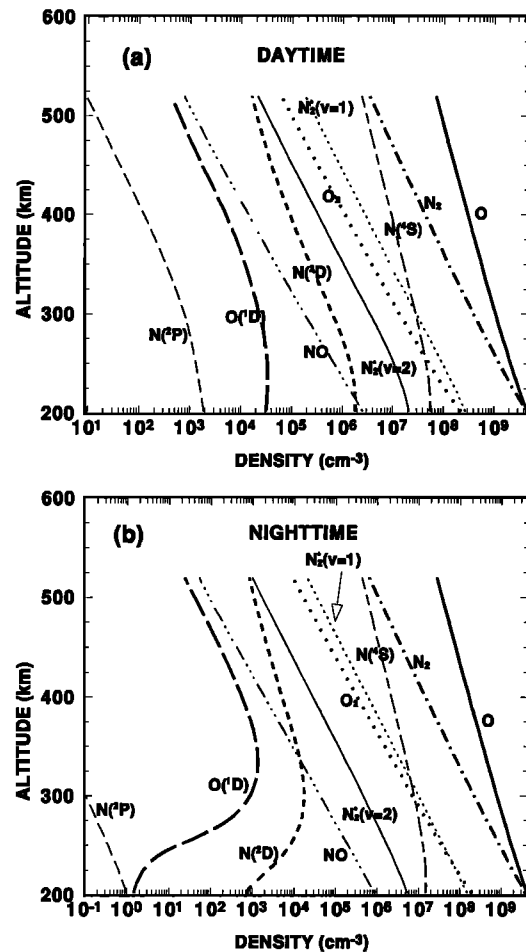 600
(a)
DAYTIME
500
N₂*(v=1)
O₂
N₂
O
400
N(⁴S)
N(²D)
300
N(²P)
O(¹D)
NO
N₂*(v=2)
200
10¹ 10² 10³ 10⁴ 10⁵ 10⁶ 10⁷ 10⁸ 10⁹
ALTITUDE (km)
DENSITY (cm⁻³)
600
(b)
NIGHTTIME
N₂*(v=1)
500
N(⁴S)
N₂
400
O₂
O
O(¹D)
300
N(²P)
N(²D)
NO
N₂*(v=2)
200
10⁻¹ 10⁰ 10¹ 10² 10³ 10⁴ 10⁵ 10⁶ 10⁷ 10⁸ 10⁹
ALTITUDE (km)
DENSITY (cm⁻³)